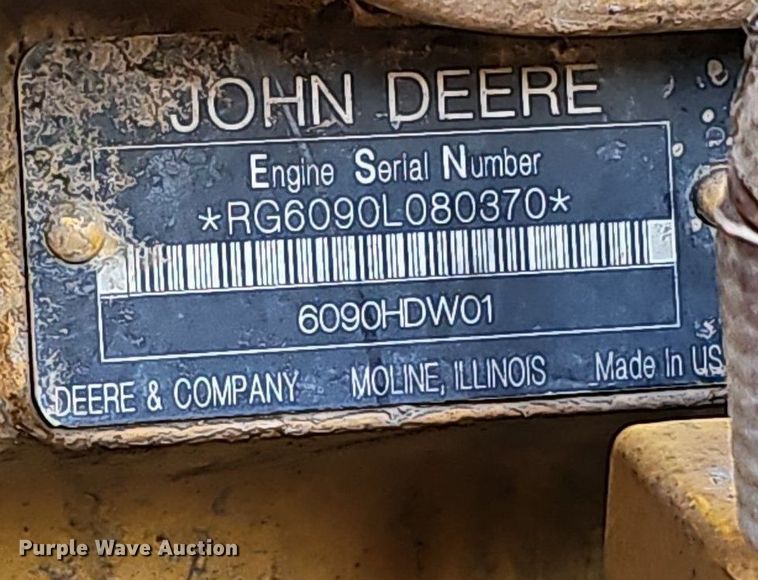 JOHN DEERE
Engine Serial Number
*RG6090L080370*
6090HDW01
DEERE & COMPANY MOLINE, ILLINOIS Made In US
Purple Wave Auction